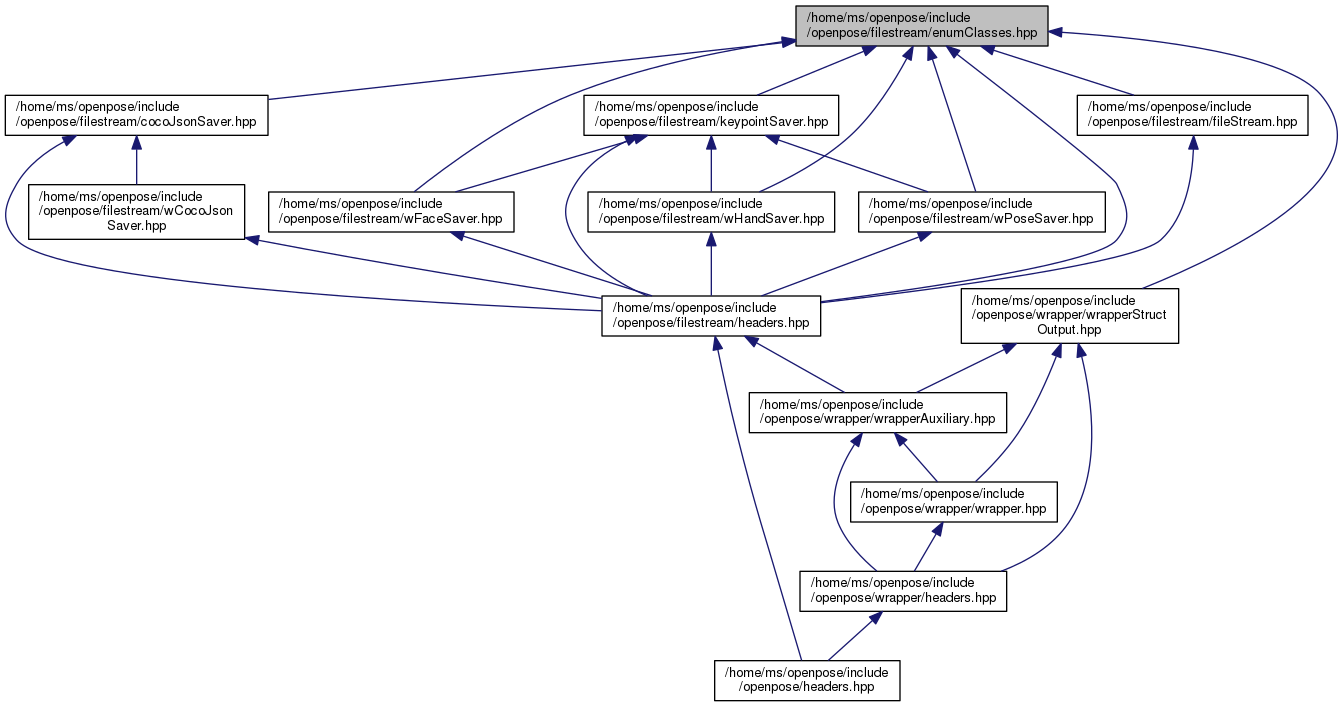 /home/ms/openpose/include
/openpose/filestream/enumClasses.hpp
/home/ms/openpose/include
/openpose/filestream/cocoJsonSaver.hpp
/home/ms/openpose/include
/openpose/filestream/keypointSaver.hpp
/home/ms/openpose/include
/openpose/filestream/fileStream.hpp
/home/ms/openpose/include
/openpose/filestream/wCocoJson
Saver.hpp
/home/ms/openpose/include
/openpose/filestream/wFaceSaver.hpp
/home/ms/openpose/include
/openpose/filestream/wHandSaver.hpp
/home/ms/openpose/include
/openpose/filestream/wPoseSaver.hpp
/home/ms/openpose/include
/openpose/filestream/headers.hpp
/home/ms/openpose/include
/openpose/wrapper/wrapperStruct
Output.hpp
/home/ms/openpose/include
/openpose/wrapper/wrapperAuxiliary.hpp
/home/ms/openpose/include
/openpose/wrapper/wrapper.hpp
/home/ms/openpose/include
/openpose/wrapper/headers.hpp
/home/ms/openpose/include
/openpose/headers.hpp